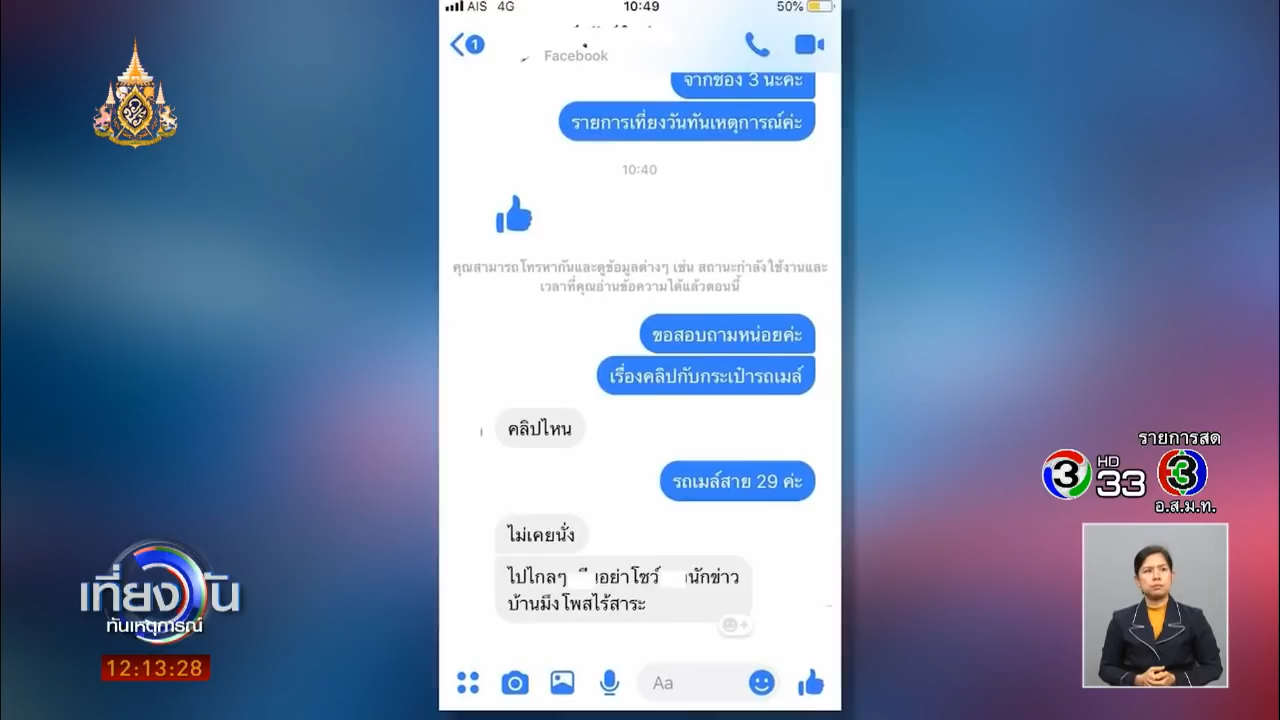 AIS 4G 10:49 50%
1
Facebook
จากช่อง 3 นะคะ
รายการเที่ยงวันทันเหตุการณ์ค่ะ
10:40
คุณสามารถโทรหากันและดูข้อมูลต่างๆ เช่น สถานะกำลังใช้งานและ
เวลาที่คุณอ่านข้อความได้แล้วตอนนี้
ขอสอบถามหน่อยค่ะ
เรื่องคลิปกับกระเป๋ารถเมล์
คลิปไหน
รถเมล์สาย 29 ค่ะ
ไม่เคยนั่ง
ไปไกลๆ อย่าโชว์ นักข่าว
บ้านมึงโพสไร้สาระ
Aa
เที่ยงวัน
ทันเหตุการณ์
12:13:28
รายการสด
3 HD 33 3
อ.ส.ม.ท.